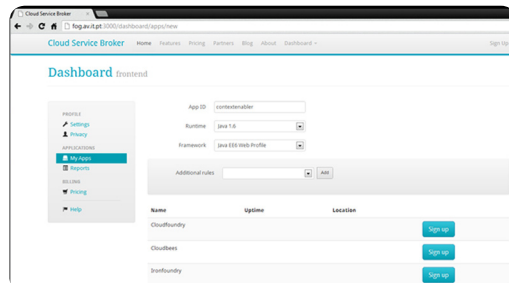 Cloud Service Broker
fog.av.it.pt:3000/dashboard/apps/new
Cloud Service Broker Home Features Pricing Partners Blog About Dashboard Sign Up
Dashboard frontend
PROFILE
Settings
Privacy
APPLICATIONS
My Apps
Reports
BILLING
Pricing
Help
App ID contextenabler
Runtime Java 1.6
Framework Java EE6 Web Profile
Additional rules Add
Name Uptime Location
Cloudfoundry Sign up
Cloudbees Sign up
Ironfoundry Sign up